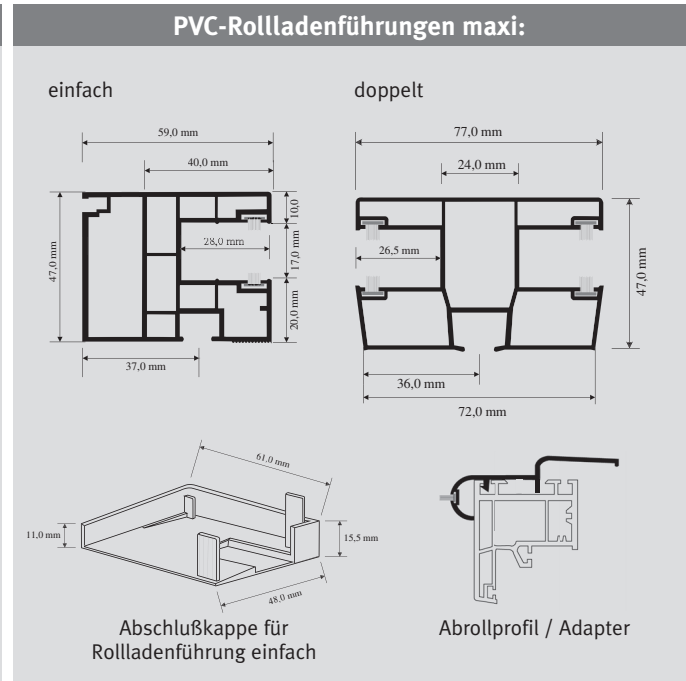 PVC-Rollladenführungen maxi:
einfach
doppelt
59,0 mm
40,0 mm
10,0
28,0 mm
17,0 mm
47,0 mm
20,0 mm
37,0 mm
77,0 mm
24,0 mm
26,5 mm
47,0 mm
36,0 mm
72,0 mm
61.0 mm
11,0 mm
15,5 mm
48,0 mm
Abschlußkappe für
Rollladenführung einfach
Abrollprofil / Adapter